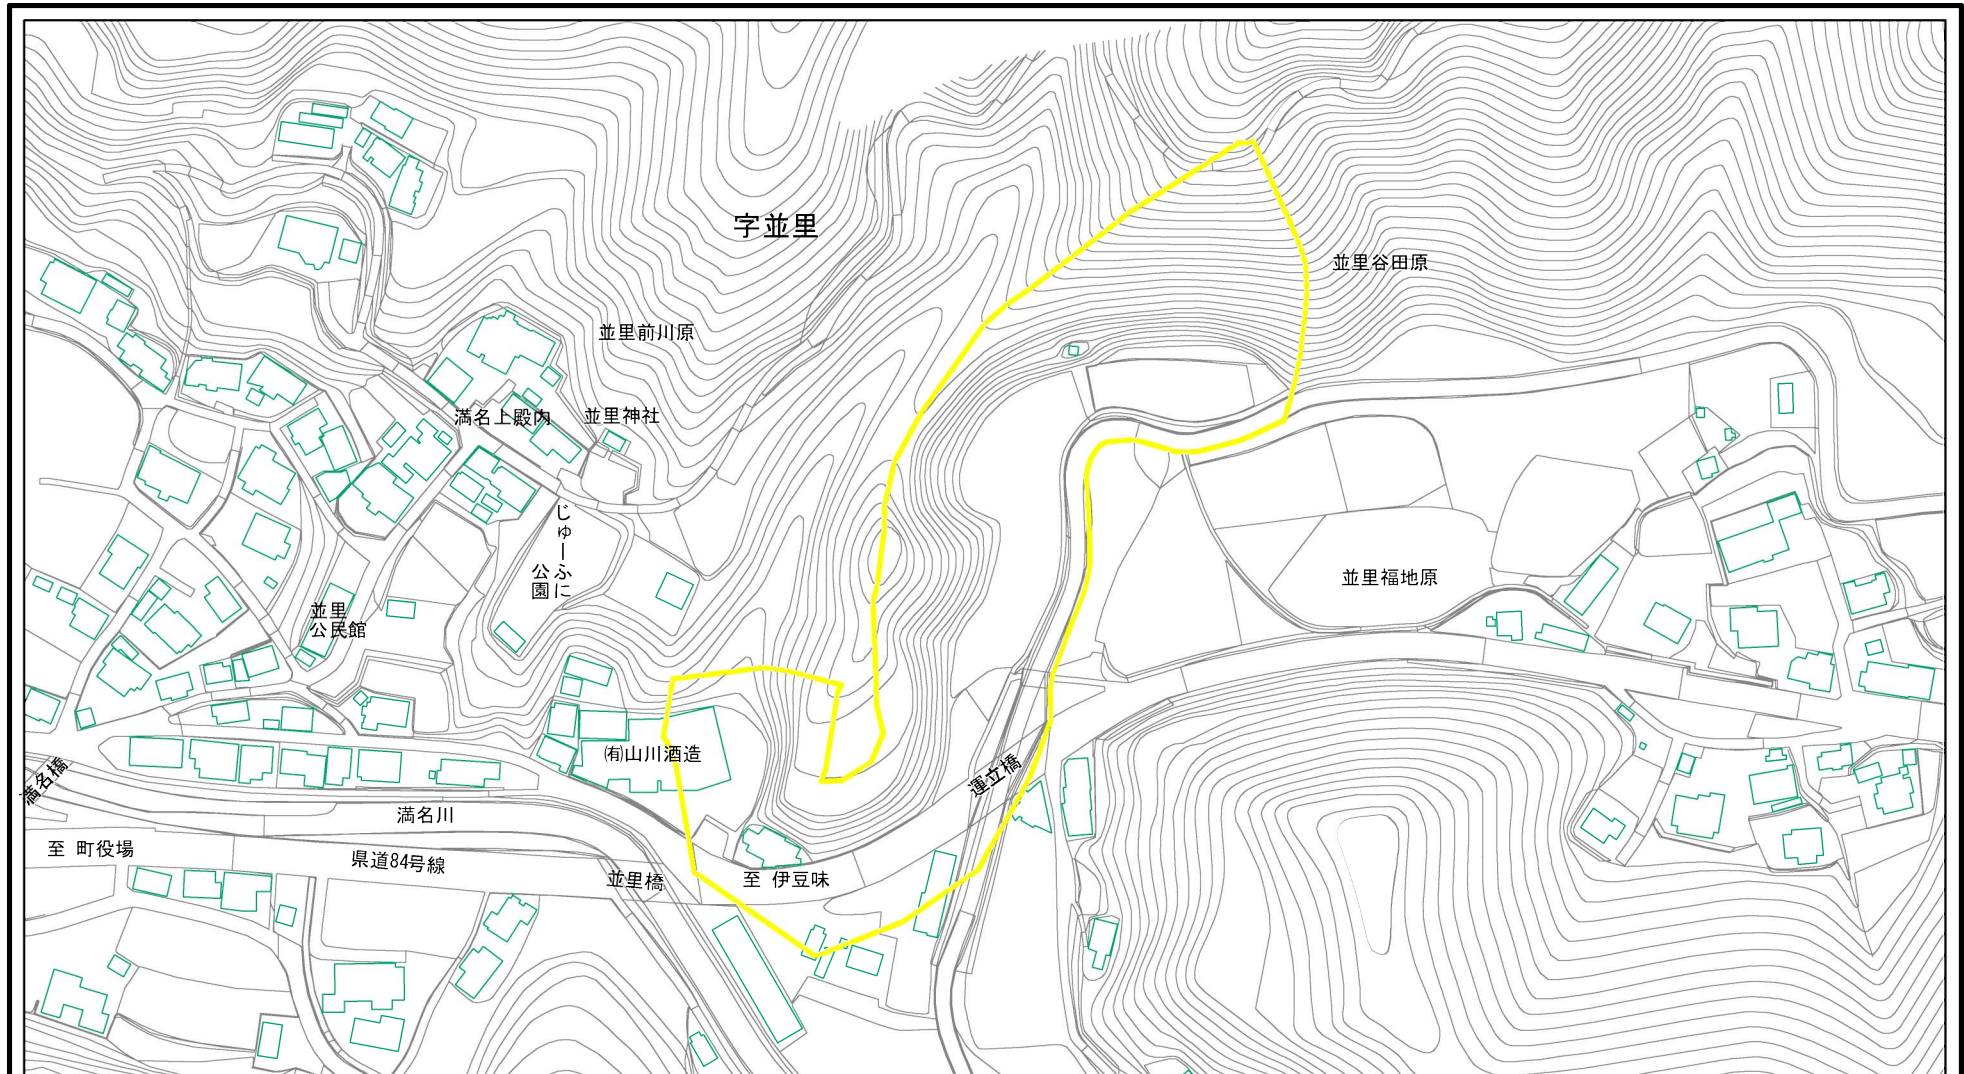 字並里
並里谷田原
並里前川原
満名上殿内
並里神社
じゅーふに
公園
並里福地原
並里
公民館
㈲山川酒造
運立橋
満名橋
満名川
至 町役場
県道84号線
並里橋
至 伊豆味